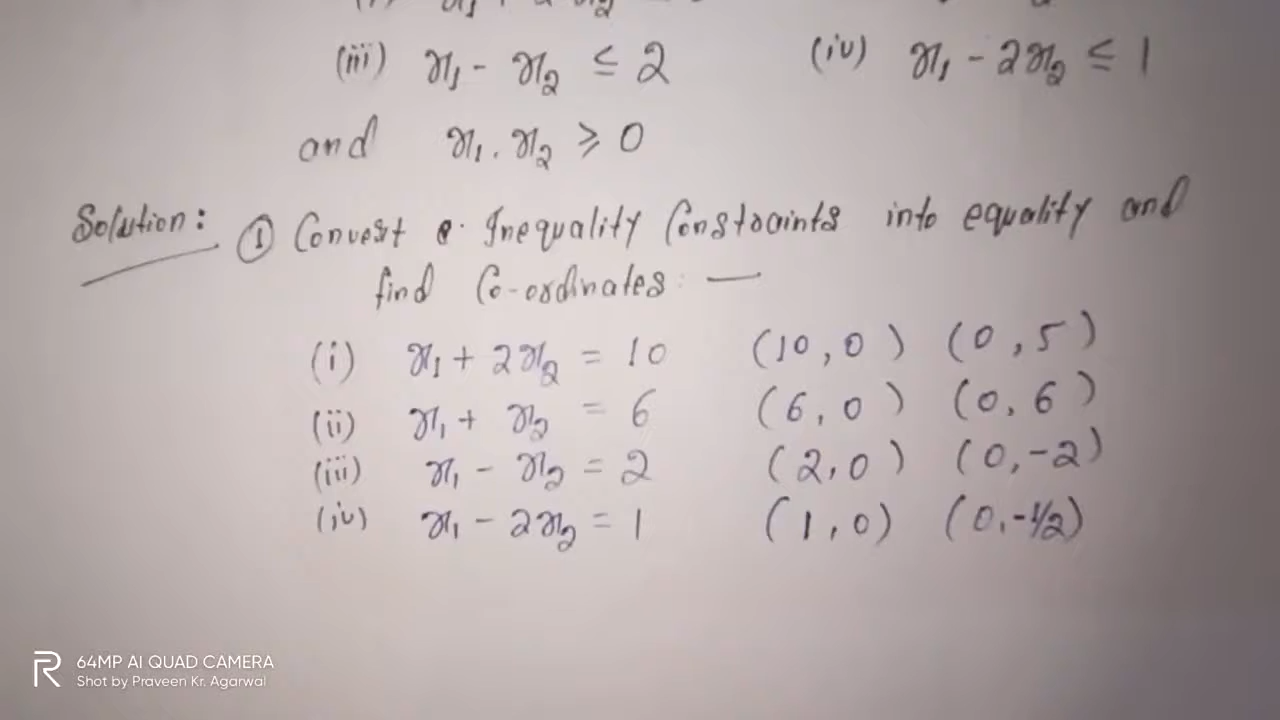 (iii) x₁ - x₂ ≤ 2 (iv) x₁ - 2x₂ ≤ 1
and x₁. x₂ ≥ 0
Solution: ① Convert Inequality Constraints into equality and
find Co-ordinates: —
(i) x₁ + 2x₂ = 10 (10,0) (0,5)
(ii) x₁ + x₂ = 6 (6,0) (0,6)
(iii) x₁ - x₂ = 2 (2,0) (0,-2)
(iv) x₁ - 2x₂ = 1 (1,0) (0,-1/2)
64MP AI QUAD CAMERA
Shot by Praveen Kr. Agarwal